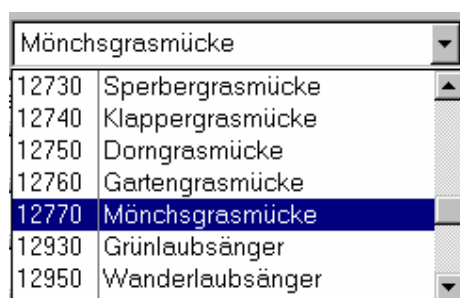 Mönchsgrasmücke
12730 Sperbergrasmücke
12740 Klappergrasmücke
12750 Dorngrasmücke
12760 Gartengrasmücke
12770 Mönchsgrasmücke
12930 Grünlaubsänger
12950 Wanderlaubsänger